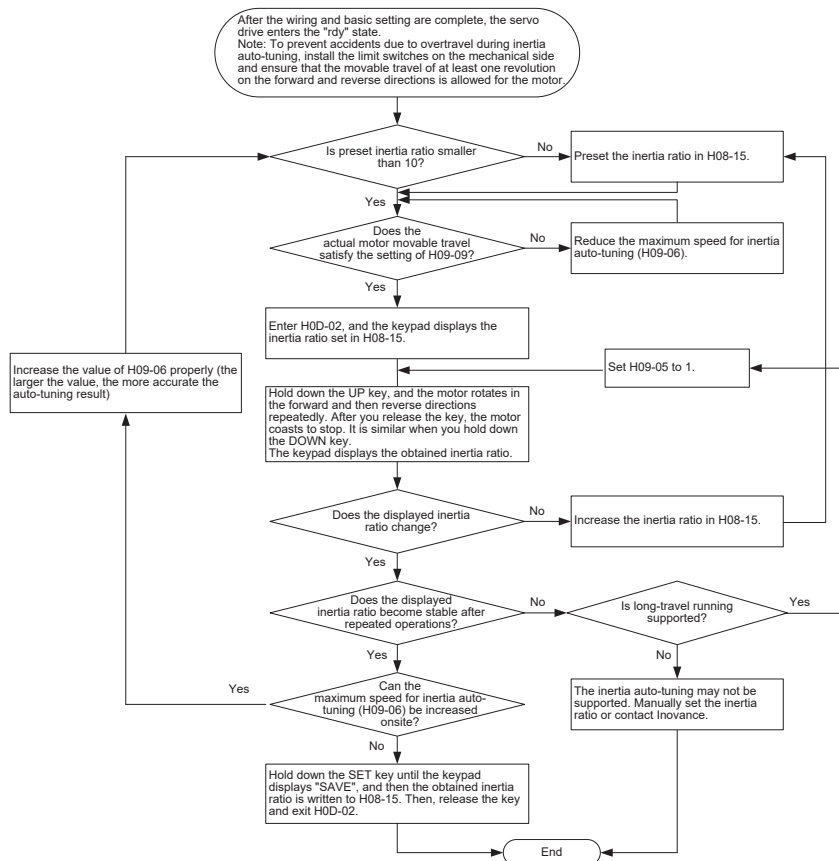 After the wiring and basic setting are complete, the servo
drive enters the "rdy" state.
Note: To prevent accidents due to overtravel during inertia
auto-tuning, install the limit switches on the mechanical side
and ensure that the movable travel of at least one revolution
on the forward and reverse directions is allowed for the motor.
Is preset inertia ratio smaller
than 10?
No
Preset the inertia ratio in H08-15.
Yes
Does the
actual motor movable travel
satisfy the setting of H09-09?
No
Reduce the maximum speed for inertia
auto-tuning (H09-06).
Yes
Enter H0D-02, and the keypad displays the
inertia ratio set in H08-15.
Increase the value of H09-06 properly (the
larger the value, the more accurate the
auto-tuning result)
Set H09-05 to 1.
Hold down the UP key, and the motor rotates in
the forward and then reverse directions
repeatedly. After you release the key, the motor
coasts to stop. It is similar when you hold down
the DOWN key.
The keypad displays the obtained inertia ratio.
Does the displayed inertia
ratio change?
No
Increase the inertia ratio in H08-15.
Yes
Does the displayed
inertia ratio become stable after
repeated operations?
No
Is long-travel running
supported?
Yes
Yes
No
Can the
maximum speed for inertia auto-
tuning (H09-06) be increased
onsite?
Yes
The inertia auto-tuning may not be
supported. Manually set the inertia
ratio or contact Inovance.
No
Hold down the SET key until the keypad
displays "SAVE", and then the obtained inertia
ratio is written to H08-15. Then, release the key
and exit H0D-02.
End